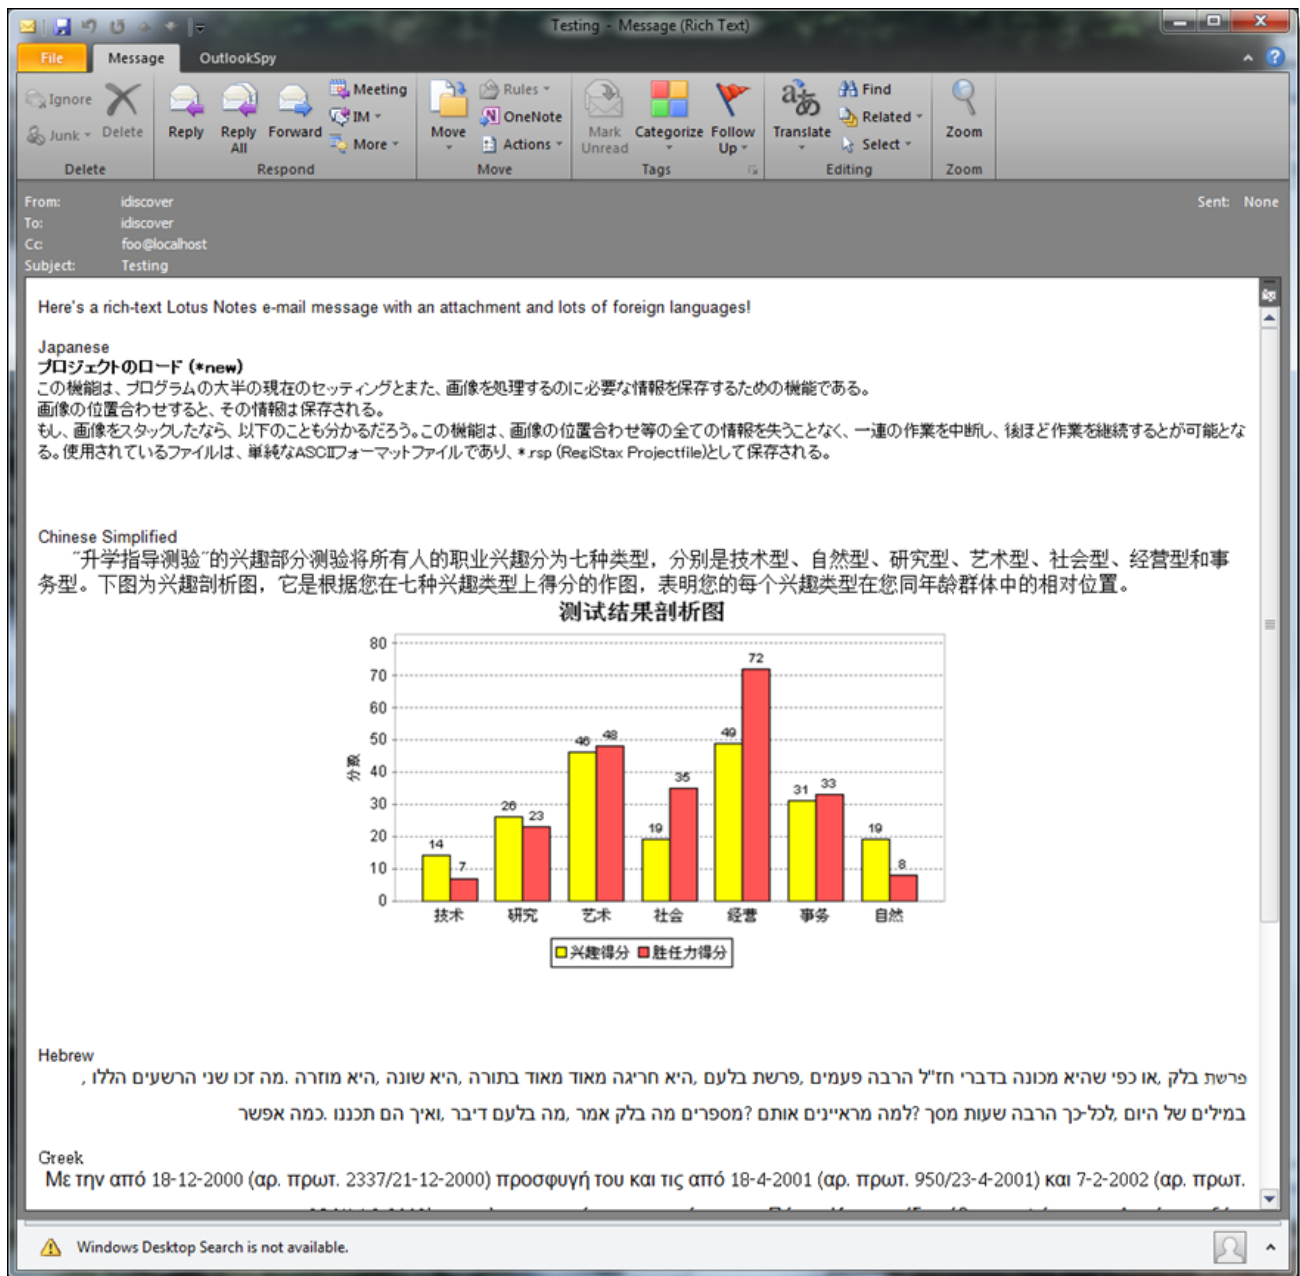 Testing - Message (Rich Text)
File Message OutlookSpy
Ignore
Junk
Delete
Reply
Reply All
Forward
Meeting
IM
More
Move
Rules
OneNote
Actions
Mark Unread
Categorize
Follow Up
Translate
Find
Related
Select
Zoom
Delete Respond Move Tags Editing Zoom
From: idiscover Sent: None
To: idiscover
Cc: foo@localhost
Subject: Testing
Here's a rich-text Lotus Notes e-mail message with an attachment and lots of foreign languages!
Japanese
プロジェクトのロード (*new)
この機能は、プログラムの大半の現在のセッティングとまた、画像を処理するのに必要な情報を保存するための機能である。
画像の位置合わせすると、その情報は保存される。
もし、画像をスタックしたなら、以下のことも分かるだろう。この機能は、画像の位置合わせ等の全ての情報を失うことなく、一連の作業を中断し、後ほど作業を継続するとが可能とな
る。使用されているファイルは、単純なASCIIフォーマットファイルであり、*.rsp (RegiStax Projectfile)として保存される。
Chinese Simplified
"升学指导测验"的兴趣部分测验将所有人的职业兴趣分为七种类型，分别是技术型、自然型、研究型、艺术型、社会型、经营型和事
务型。下图为兴趣剖析图，它是根据您在七种兴趣类型上得分的作图，表明您的每个兴趣类型在您同年龄群体中的相对位置。
测试结果剖析图
80
70
60
50
40
30
20
10
0
分数
14 7 26 23 46 48 19 35 49 72 31 33 19 8
技术 研究 艺术 社会 经营 事务 自然
兴趣得分 胜任力得分
Hebrew
פרשת בלק ,או כפי שהיא מכונה בדברי חז"ל הרבה פעמים ,פרשת בלעם ,היא חריגה מאוד מאוד בתורה ,היא שונה ,היא מוזרה .מה זכו שני הרשעים הללו ,
במילים של היום ,לכל-כך הרבה שעות מסך ?למה מראיינים אותם ?מספרים מה בלק אמר ,מה בלעם דיבר ,ואיך הם תכננו .כמה אפשר
Greek
Με την από 18-12-2000 (αρ. πρωτ. 2337/21-12-2000) προσφυγή του και τις από 18-4-2001 (αρ. πρωτ. 950/23-4-2001) και 7-2-2002 (αρ. πρωτ.
Windows Desktop Search is not available.